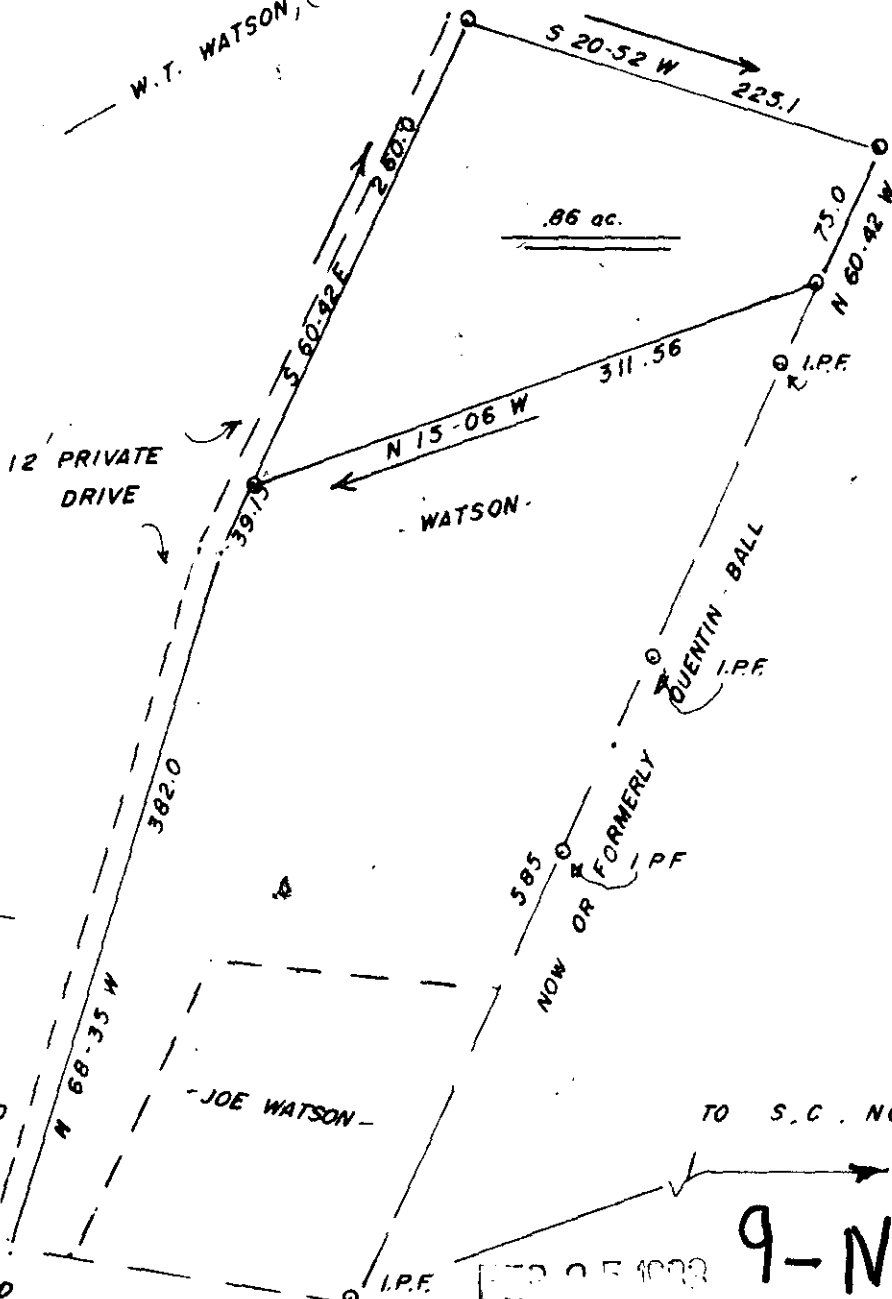 W.T. WATSON,
S 20-52 W
225.1
260.0
75.0
.86 ac.
N 60-42 W
S 60-42 E
311.56
I.P.F.
N 15-06 W
12' PRIVATE
DRIVE
39.15
- WATSON -
QUENTIN BALL
I.P.F.
382.0
NOW OR FORMERLY
585
I.P.F
N 68-35 W
- JOE WATSON -
TO S.C. NO
9-N
I.P.F.